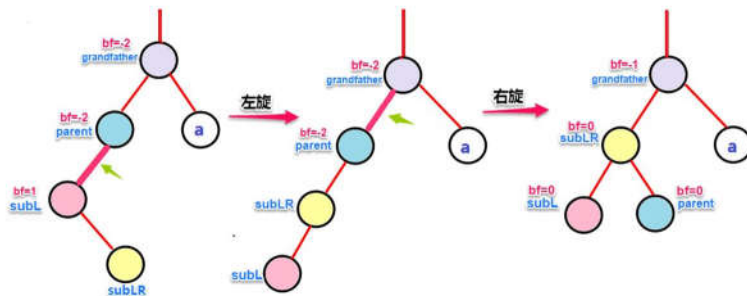 bf=-2
grandfather
bf=-2
parent
a
bf=1
subL
subLR
左旋
bf=-2
grandfather
bf=-2
parent
a
subLR
subL
右旋
bf=-1
grandfather
bf=0
subLR
a
bf=0
subL
bf=0
parent